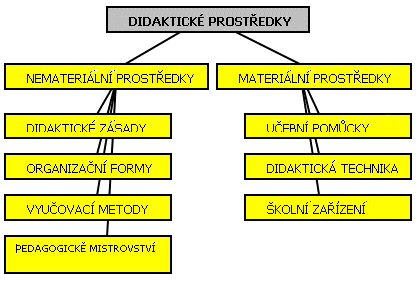 DIDAKTICKÉ PROSTŘEDKY
NEMATERIÁLNÍ PROSTŘEDKY
MATERIÁLNÍ PROSTŘEDKY
DIDAKTICKÉ ZÁSADY
UČEBNÍ POMŮCKY
ORGANIZAČNÍ FORMY
DIDAKTICKÁ TECHNIKA
VYUČOVACÍ METODY
ŠKOLNÍ ZAŘÍZENÍ
PEDAGOGICKÉ MISTROVSTVÍ